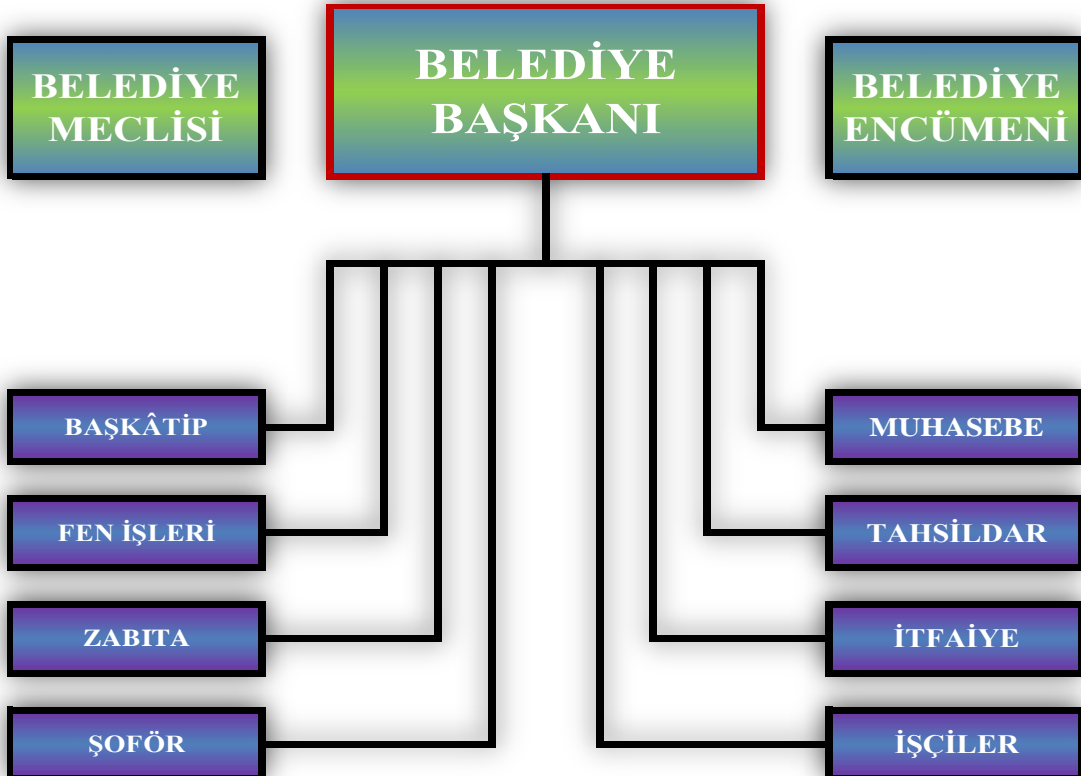 BELEDİYE
MECLİSİ
BELEDİYE
BAŞKANI
BELEDİYE
ENCÜMENİ
BAŞKÂTİP
MUHASEBE
FEN İŞLERİ
TAHSİLDAR
ZABITA
İTFAİYE
ŞOFÖR
İŞÇİLER